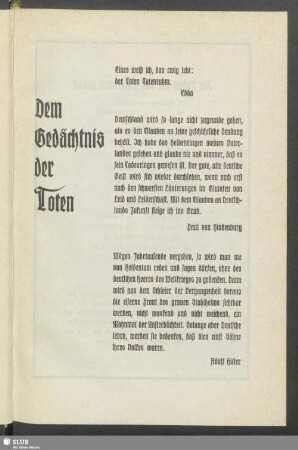 Dem
Gedächtnis
der
Toten
Eines weiß ich, das ewig lebt:
der Toten Tatenruhm.
Edda
Deutschland wird so lange nicht zugrunde gehen,
als es den Glauben an seine geschichtliche Sendung
behält. Ich habe das Heldenringen meines Vater-
landes gesehen und glaube nie und nimmer, daß es
sein Todesringen gewesen ist. Der gute, alte deutsche
Geist wird sich wieder durchsetzen, wenn auch erst
nach den schwersten Läuterungen im Glutofen von
Leid und Leidenschaft. Mit dem Glauben an Deutsch-
lands Zukunft steige ich ins Grab.
Paul von Hindenburg
Mögen Jahrtausende vergehen, so wird man nie
von Heldentum reden und sagen dürfen, ohne des
deutschen Heeres des Weltkrieges zu gedenken. Dann
wird aus dem Schleier der Vergangenheit heraus
die eiserne Front des grauen Stahlhelms sichtbar
werden, nicht wankend und nicht weichend, ein
Mahnmal der Unsterblichkeit. Solange aber Deutsche
leben, werden sie bedenken, daß dies einst Söhne
ihres Volkes waren.
Adolf Hitler
SLUB
Wir führen Wissen.